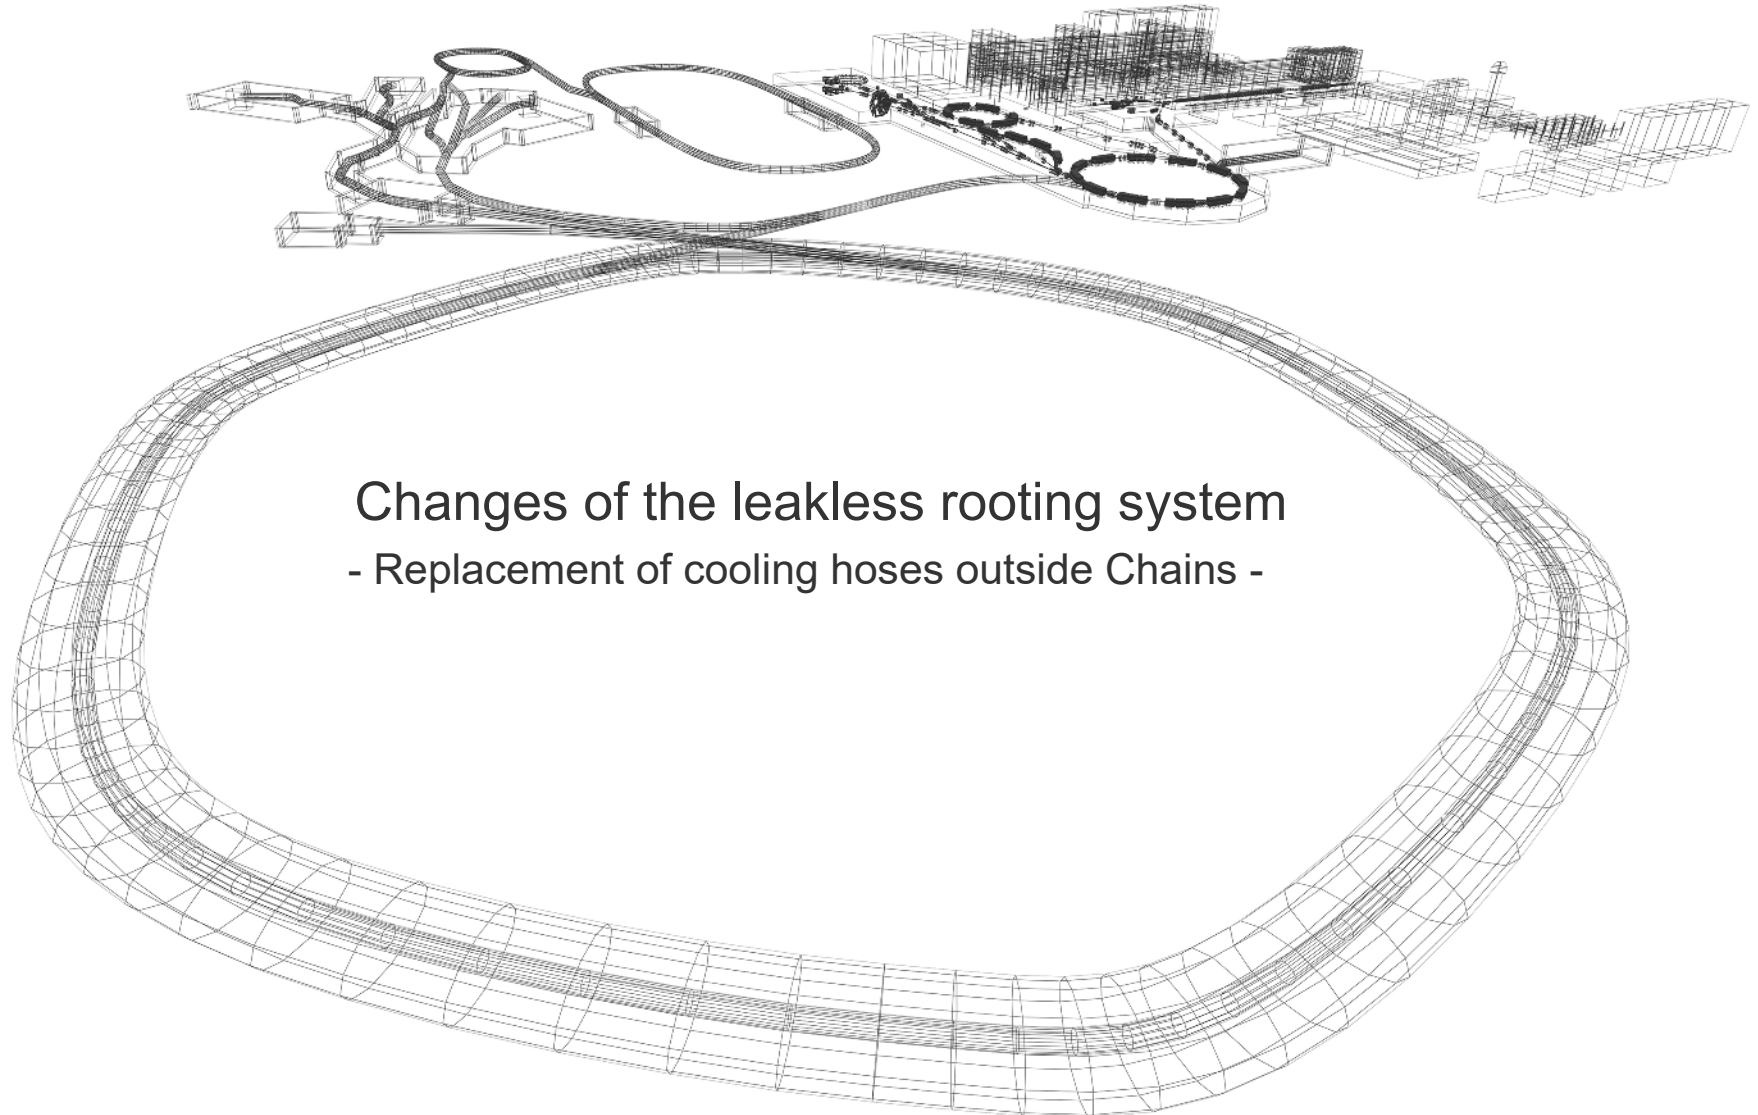 Changes of the leakless rooting system
- Replacement of cooling hoses outside Chains -